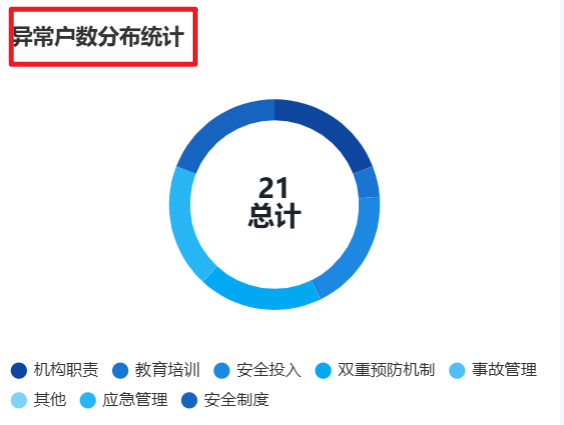 异常户数分布统计
21
总计
机构职责 教育培训 安全投入 双重预防机制 事故管理
其他 应急管理 安全制度